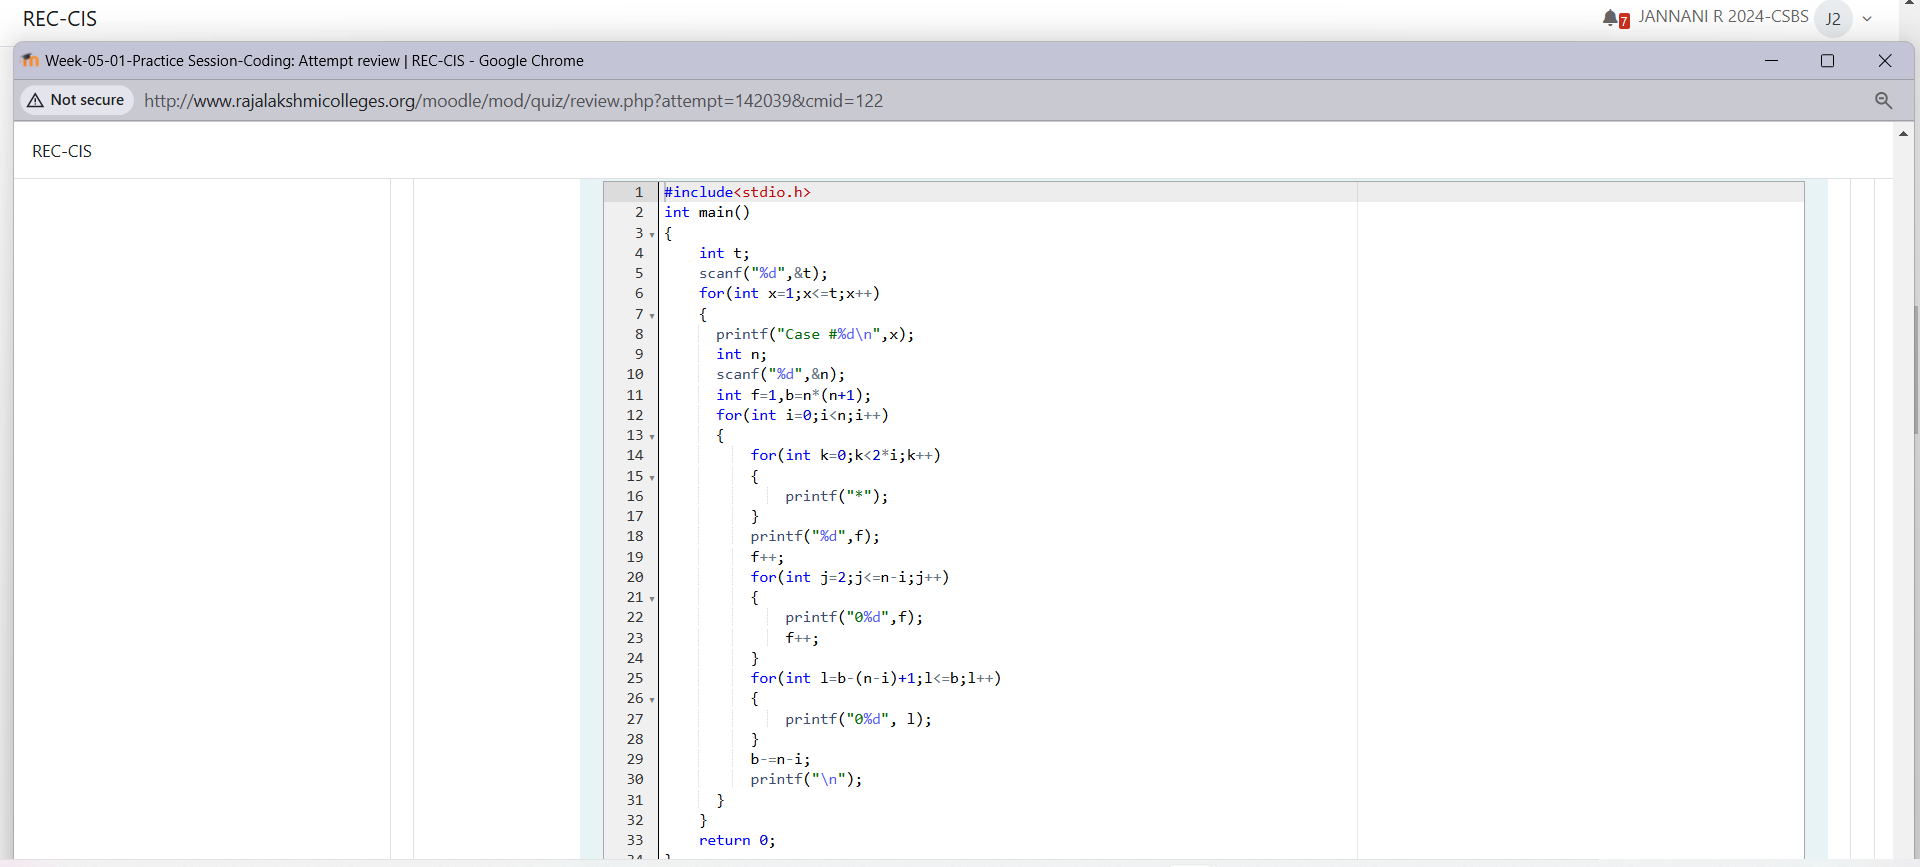 REC-CIS
7 JANNANI R 2024-CSBS J2
Week-05-01-Practice Session-Coding: Attempt review | REC-CIS - Google Chrome
Not secure http://www.rajalakshmicolleges.org/moodle/mod/quiz/review.php?attempt=142039&cmid=122
REC-CIS
1 #include<stdio.h>
2 int main()
3 {
4 int t;
5 scanf("%d",&t);
6 for(int x=1;x<=t;x++)
7 {
8 printf("Case #%d\n",x);
9 int n;
10 scanf("%d",&n);
11 int f=1,b=n*(n+1);
12 for(int i=0;i<n;i++)
13 {
14 for(int k=0;k<2*i;k++)
15 {
16 printf("*");
17 }
18 printf("%d",f);
19 f++;
20 for(int j=2;j<=n-i;j++)
21 {
22 printf("0%d",f);
23 f++;
24 }
25 for(int l=b-(n-i)+1;l<=b;l++)
26 {
27 printf("0%d", l);
28 }
29 b-=n-i;
30 printf("\n");
31 }
32 }
33 return 0;
34 }